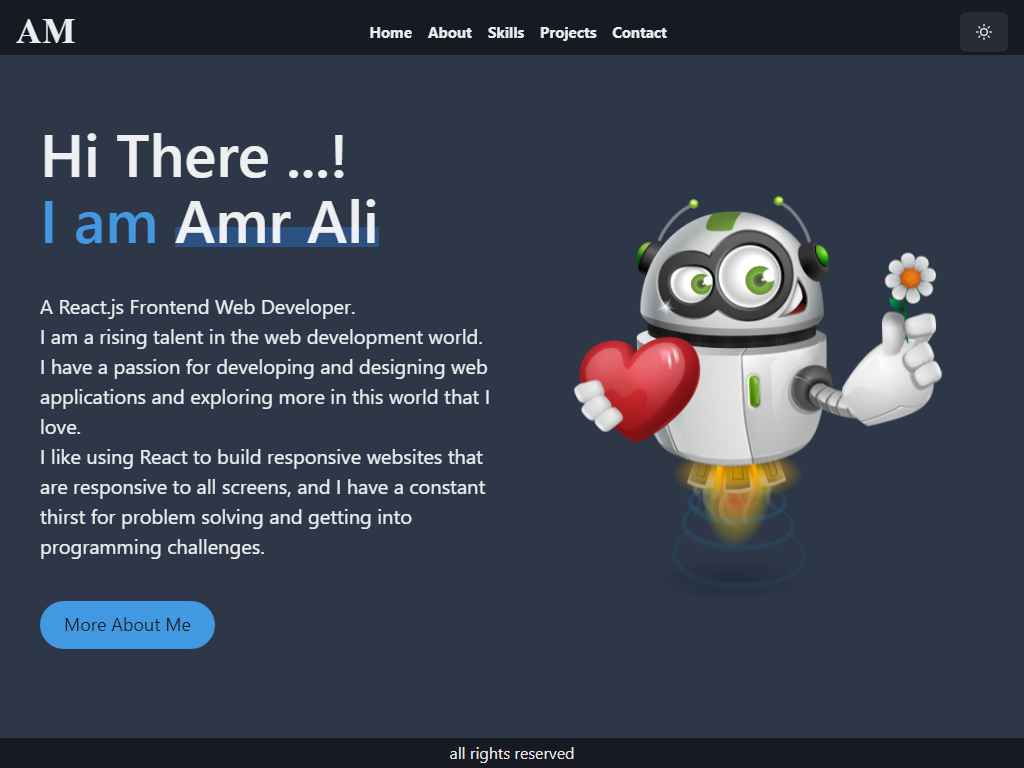 AM
Home About Skills Projects Contact
Hi There ...!
I am Amr Ali
A React.js Frontend Web Developer.
I am a rising talent in the web development world.
I have a passion for developing and designing web
applications and exploring more in this world that I
love.
I like using React to build responsive websites that
are responsive to all screens, and I have a constant
thirst for problem solving and getting into
programming challenges.
More About Me
all rights reserved